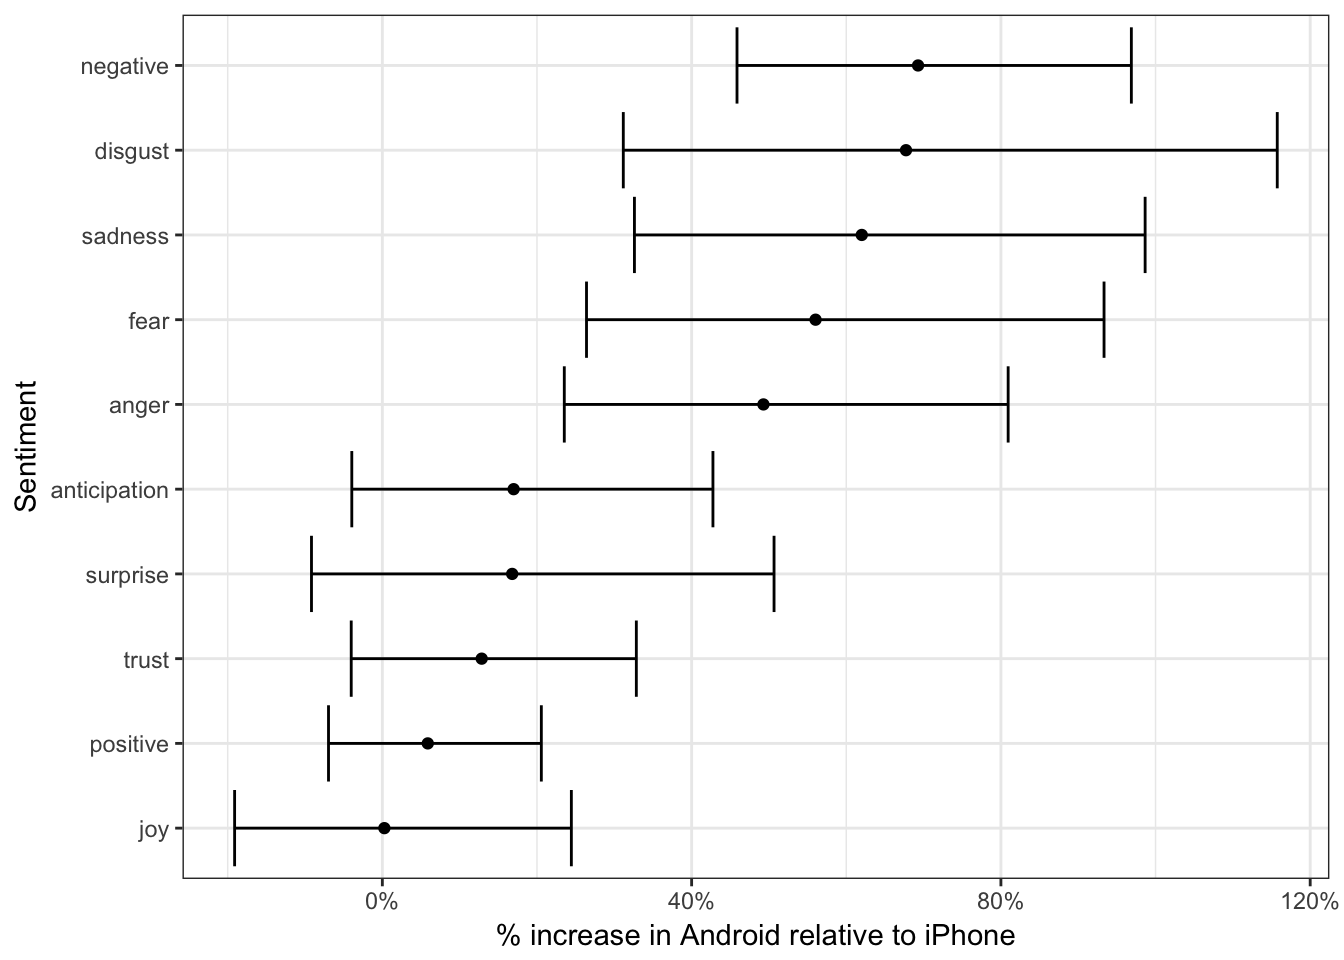 negative
disgust
sadness
fear
anger
anticipation
surprise
trust
positive
joy
Sentiment
0% 40% 80% 120%
% increase in Android relative to iPhone